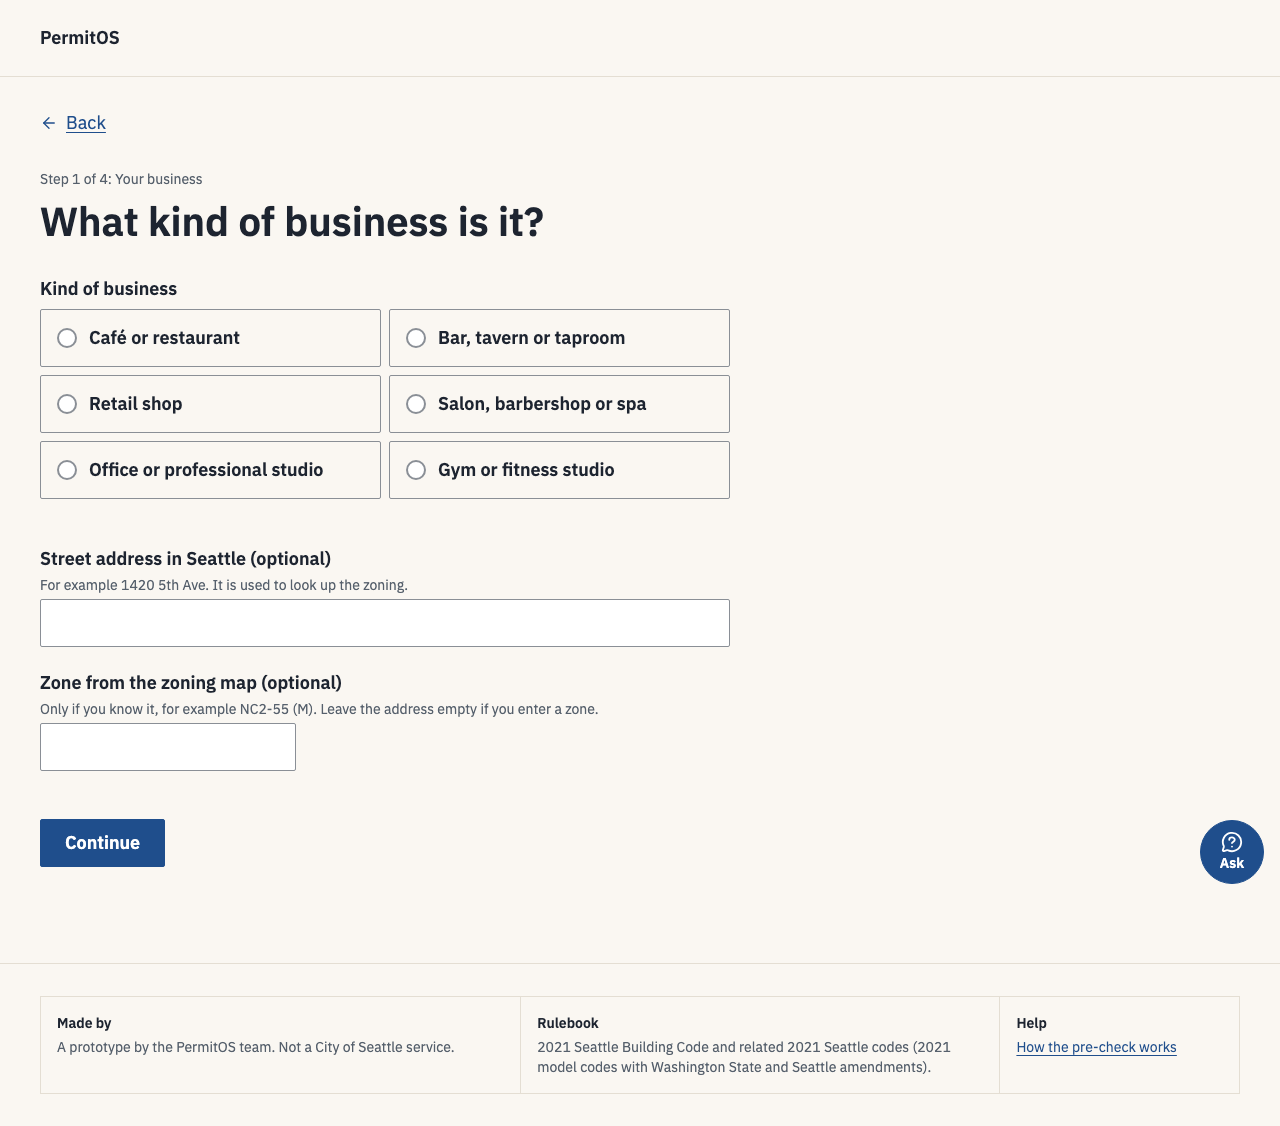 PermitOS
Back
Step 1 of 4: Your business
What kind of business is it?
Kind of business
Café or restaurant
Bar, tavern or taproom
Retail shop
Salon, barbershop or spa
Office or professional studio
Gym or fitness studio
Street address in Seattle (optional)
For example 1420 5th Ave. It is used to look up the zoning.
Zone from the zoning map (optional)
Only if you know it, for example NC2-55 (M). Leave the address empty if you enter a zone.
Continue
Ask
Made by
A prototype by the PermitOS team. Not a City of Seattle service.
Rulebook
2021 Seattle Building Code and related 2021 Seattle codes (2021
model codes with Washington State and Seattle amendments).
Help
How the pre-check works